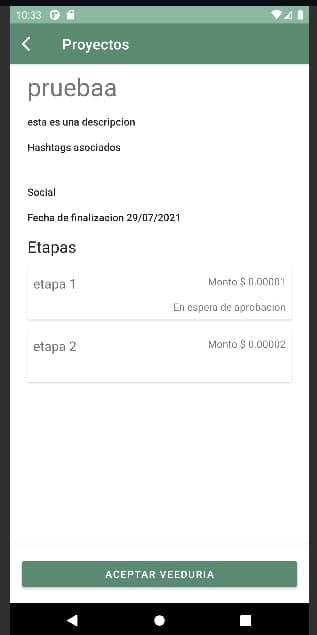 10:33
Proyectos
pruebaa
esta es una descripcion
Hashtags asociados
Social
Fecha de finalizacion 29/07/2021
Etapas
etapa 1 Monto $ 0.00001
En espera de aprobacion
etapa 2 Monto $ 0.00002
ACEPTAR VEEDURIA